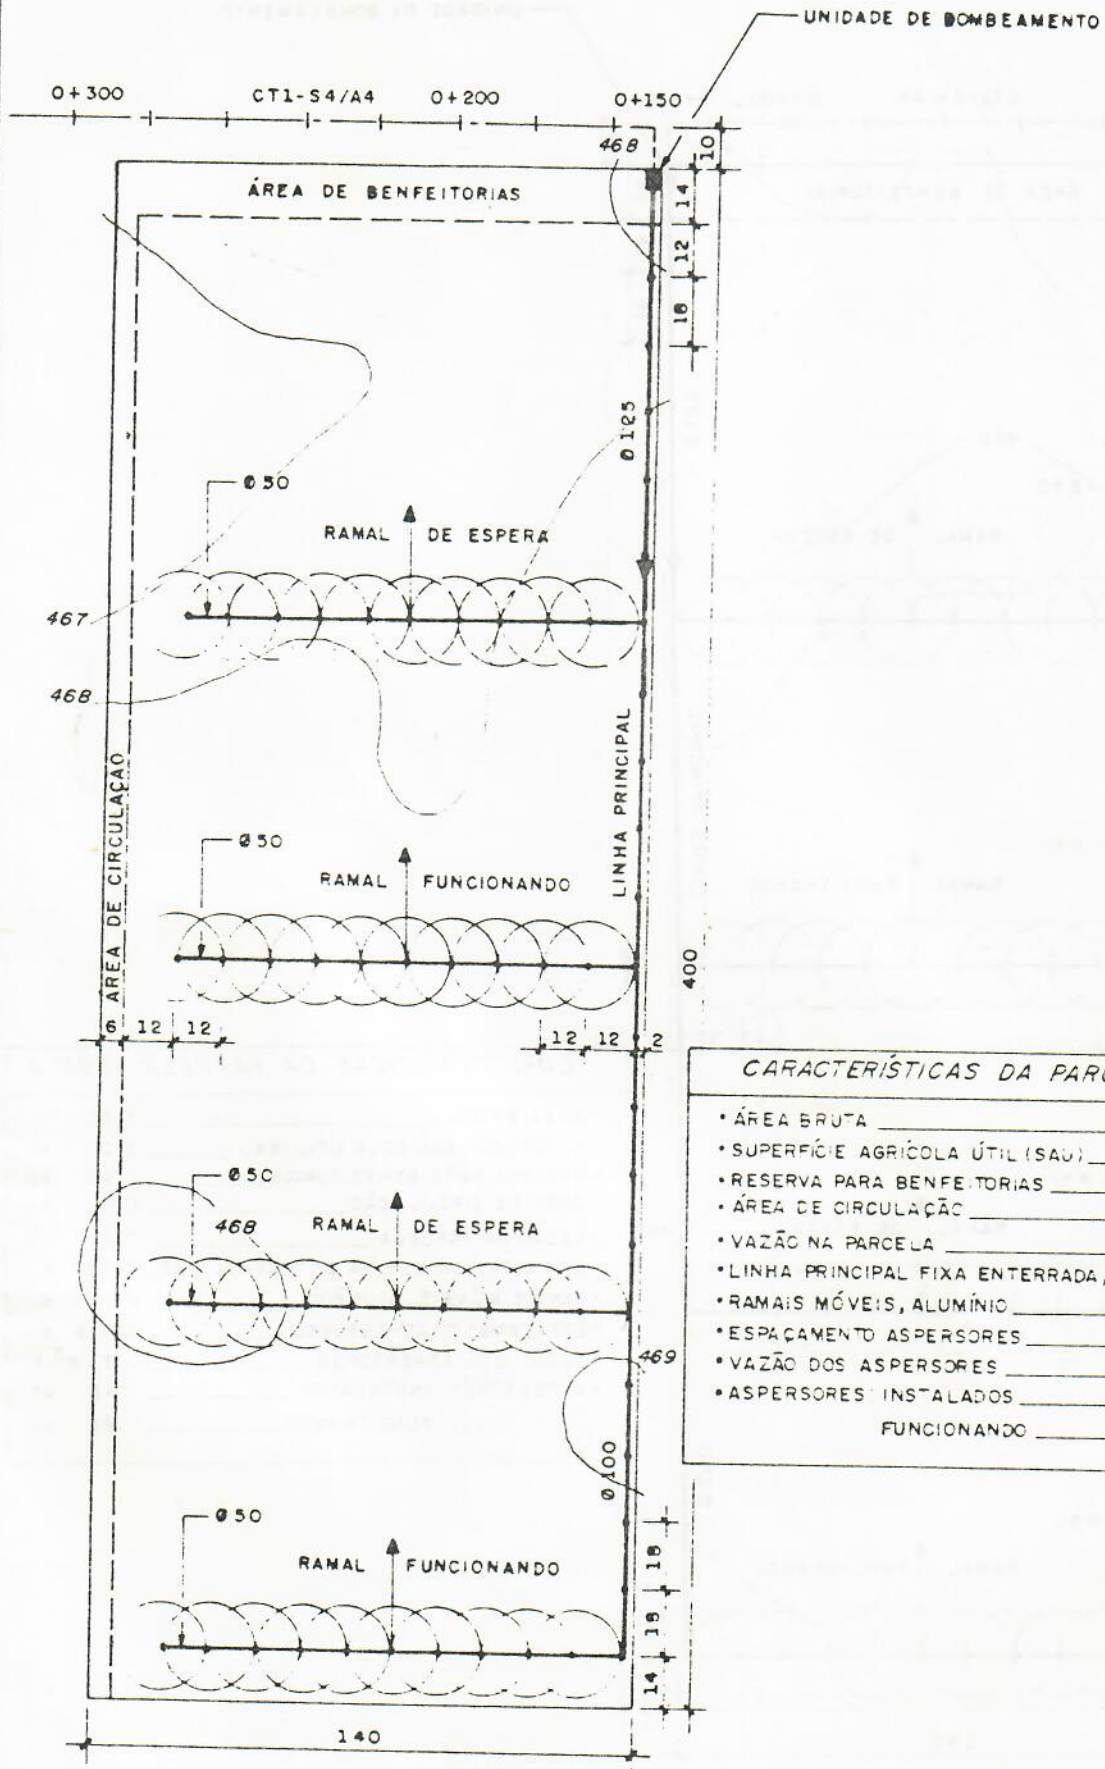 UNIDADE DE BOMBEAMENTO
0+300 CT1-S4/A4 0+200 0+150
468
10
ÁREA DE BENFEITORIAS
14
12
18
Ø 125
Ø 50
RAMAL DE ESPERA
467
468
LINHA PRINCIPAL
ÁREA DE CIRCULAÇÃO
Ø 50
RAMAL FUNCIONANDO
400
6 12 12 12 12 2
CARACTERÍSTICAS DA PARC
• ÁREA BRUTA
• SUPERFÍCIE AGRÍCOLA ÚTIL (SAU)
• RESERVA PARA BENFEITORIAS
• ÁREA DE CIRCULAÇÃO
• VAZÃO NA PARCELA
• LINHA PRINCIPAL FIXA ENTERRADA,
• RAMAIS MÓVEIS, ALUMÍNIO
• ESPAÇAMENTO ASPERSORES
• VAZÃO DOS ASPERSORES
• ASPERSORES: INSTALADOS
FUNCIONANDO
Ø 50
468
RAMAL DE ESPERA
469
Ø 100
Ø 50
RAMAL FUNCIONANDO
18
18
14
140